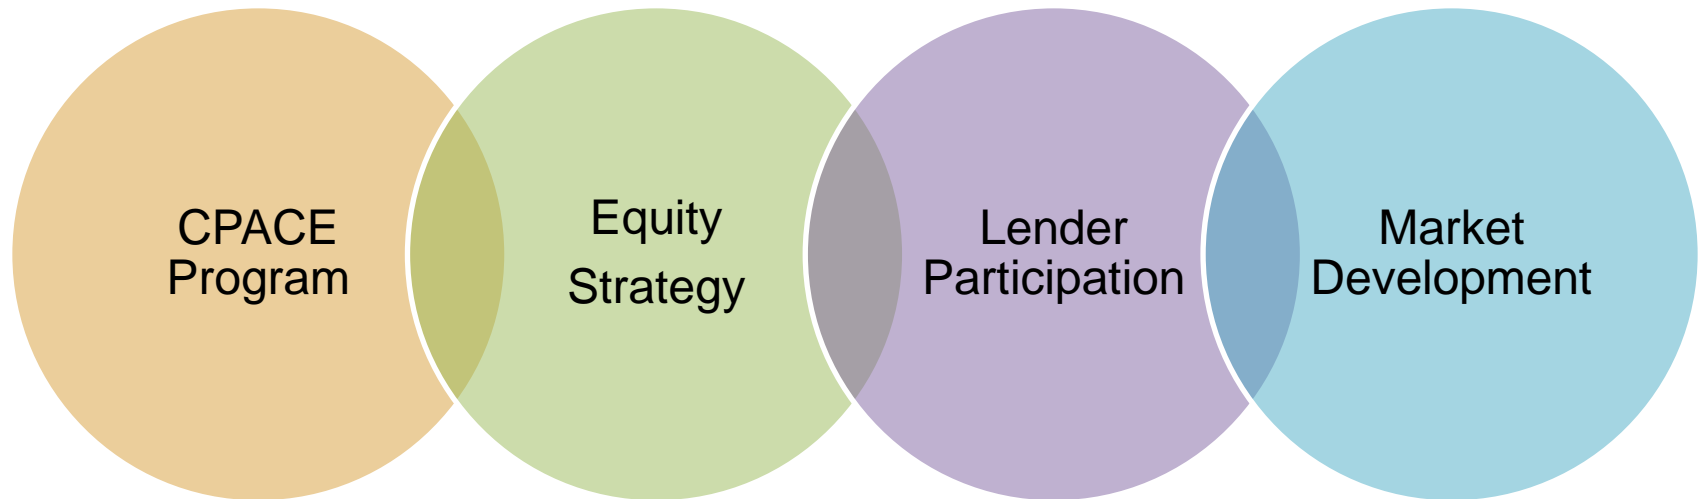 CPACE
Program
Equity
Strategy
Lender
Participation
Market
Development